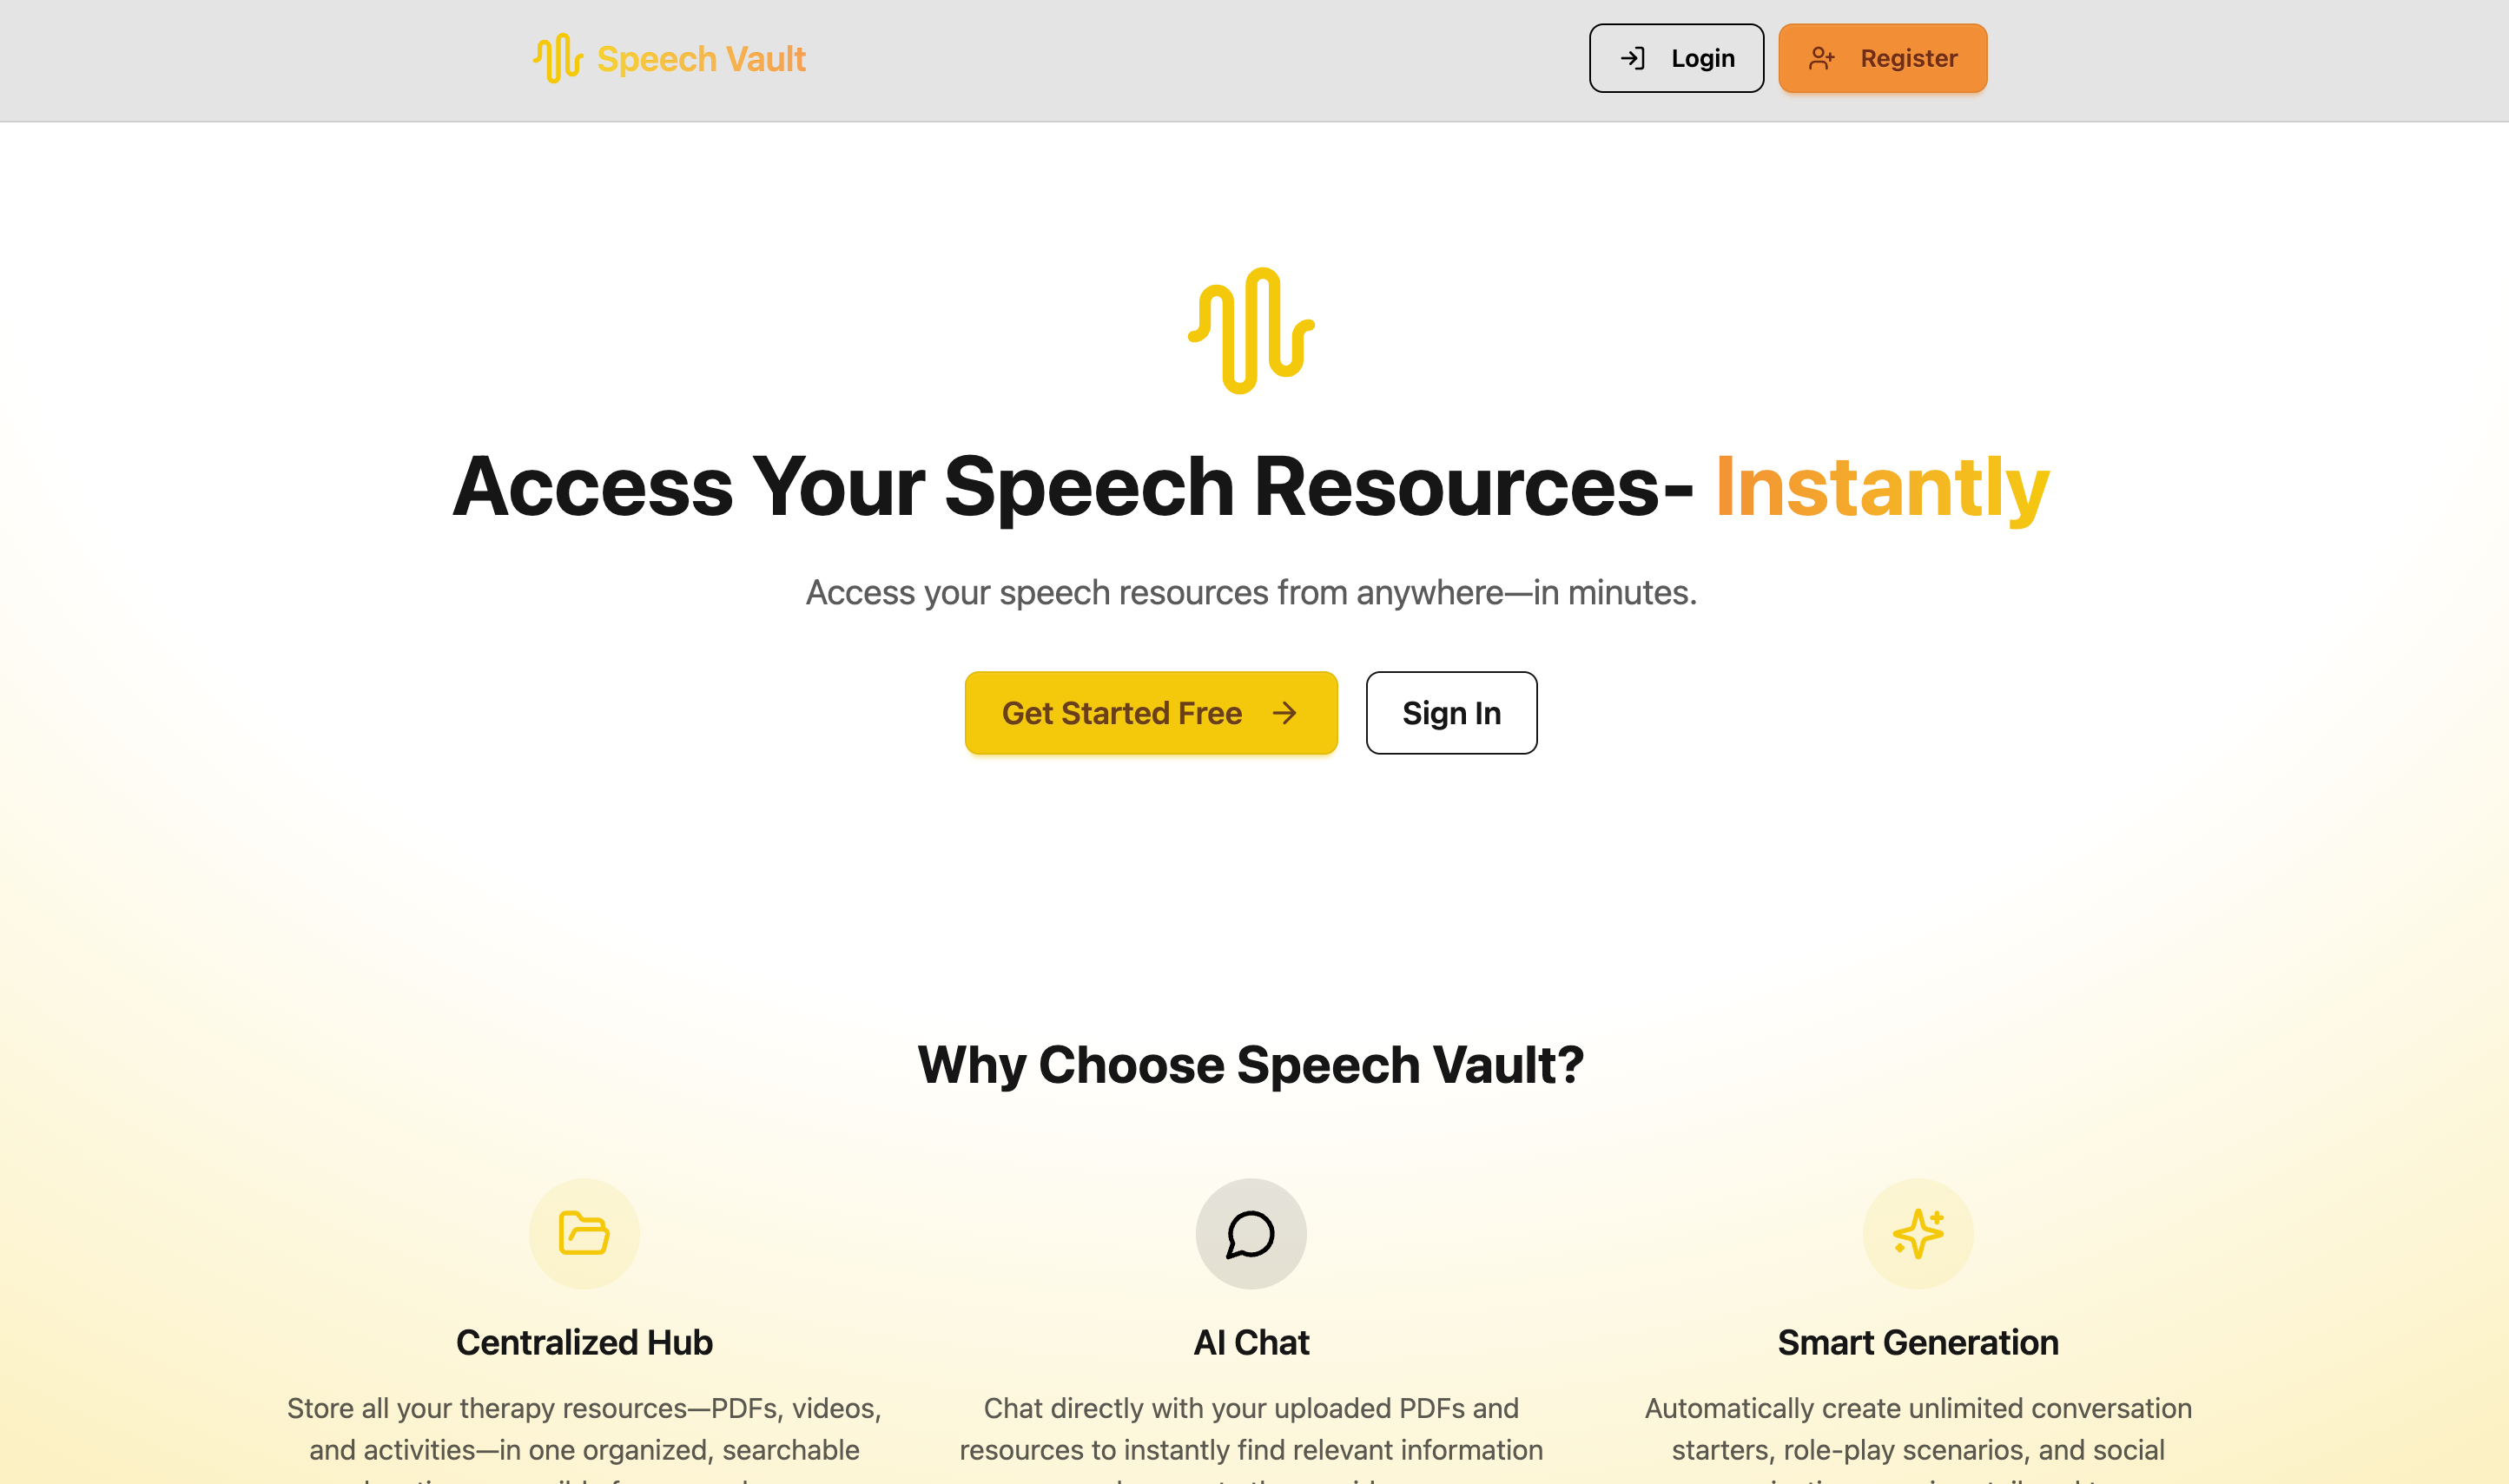 Speech Vault
Login
Register
Access Your Speech Resources- Instantly
Access your speech resources from anywhere—in minutes.
Get Started Free
Sign In
Why Choose Speech Vault?
Centralized Hub
Store all your therapy resources—PDFs, videos,
and activities—in one organized, searchable
AI Chat
Chat directly with your uploaded PDFs and
resources to instantly find relevant information
Smart Generation
Automatically create unlimited conversation
starters, role-play scenarios, and social